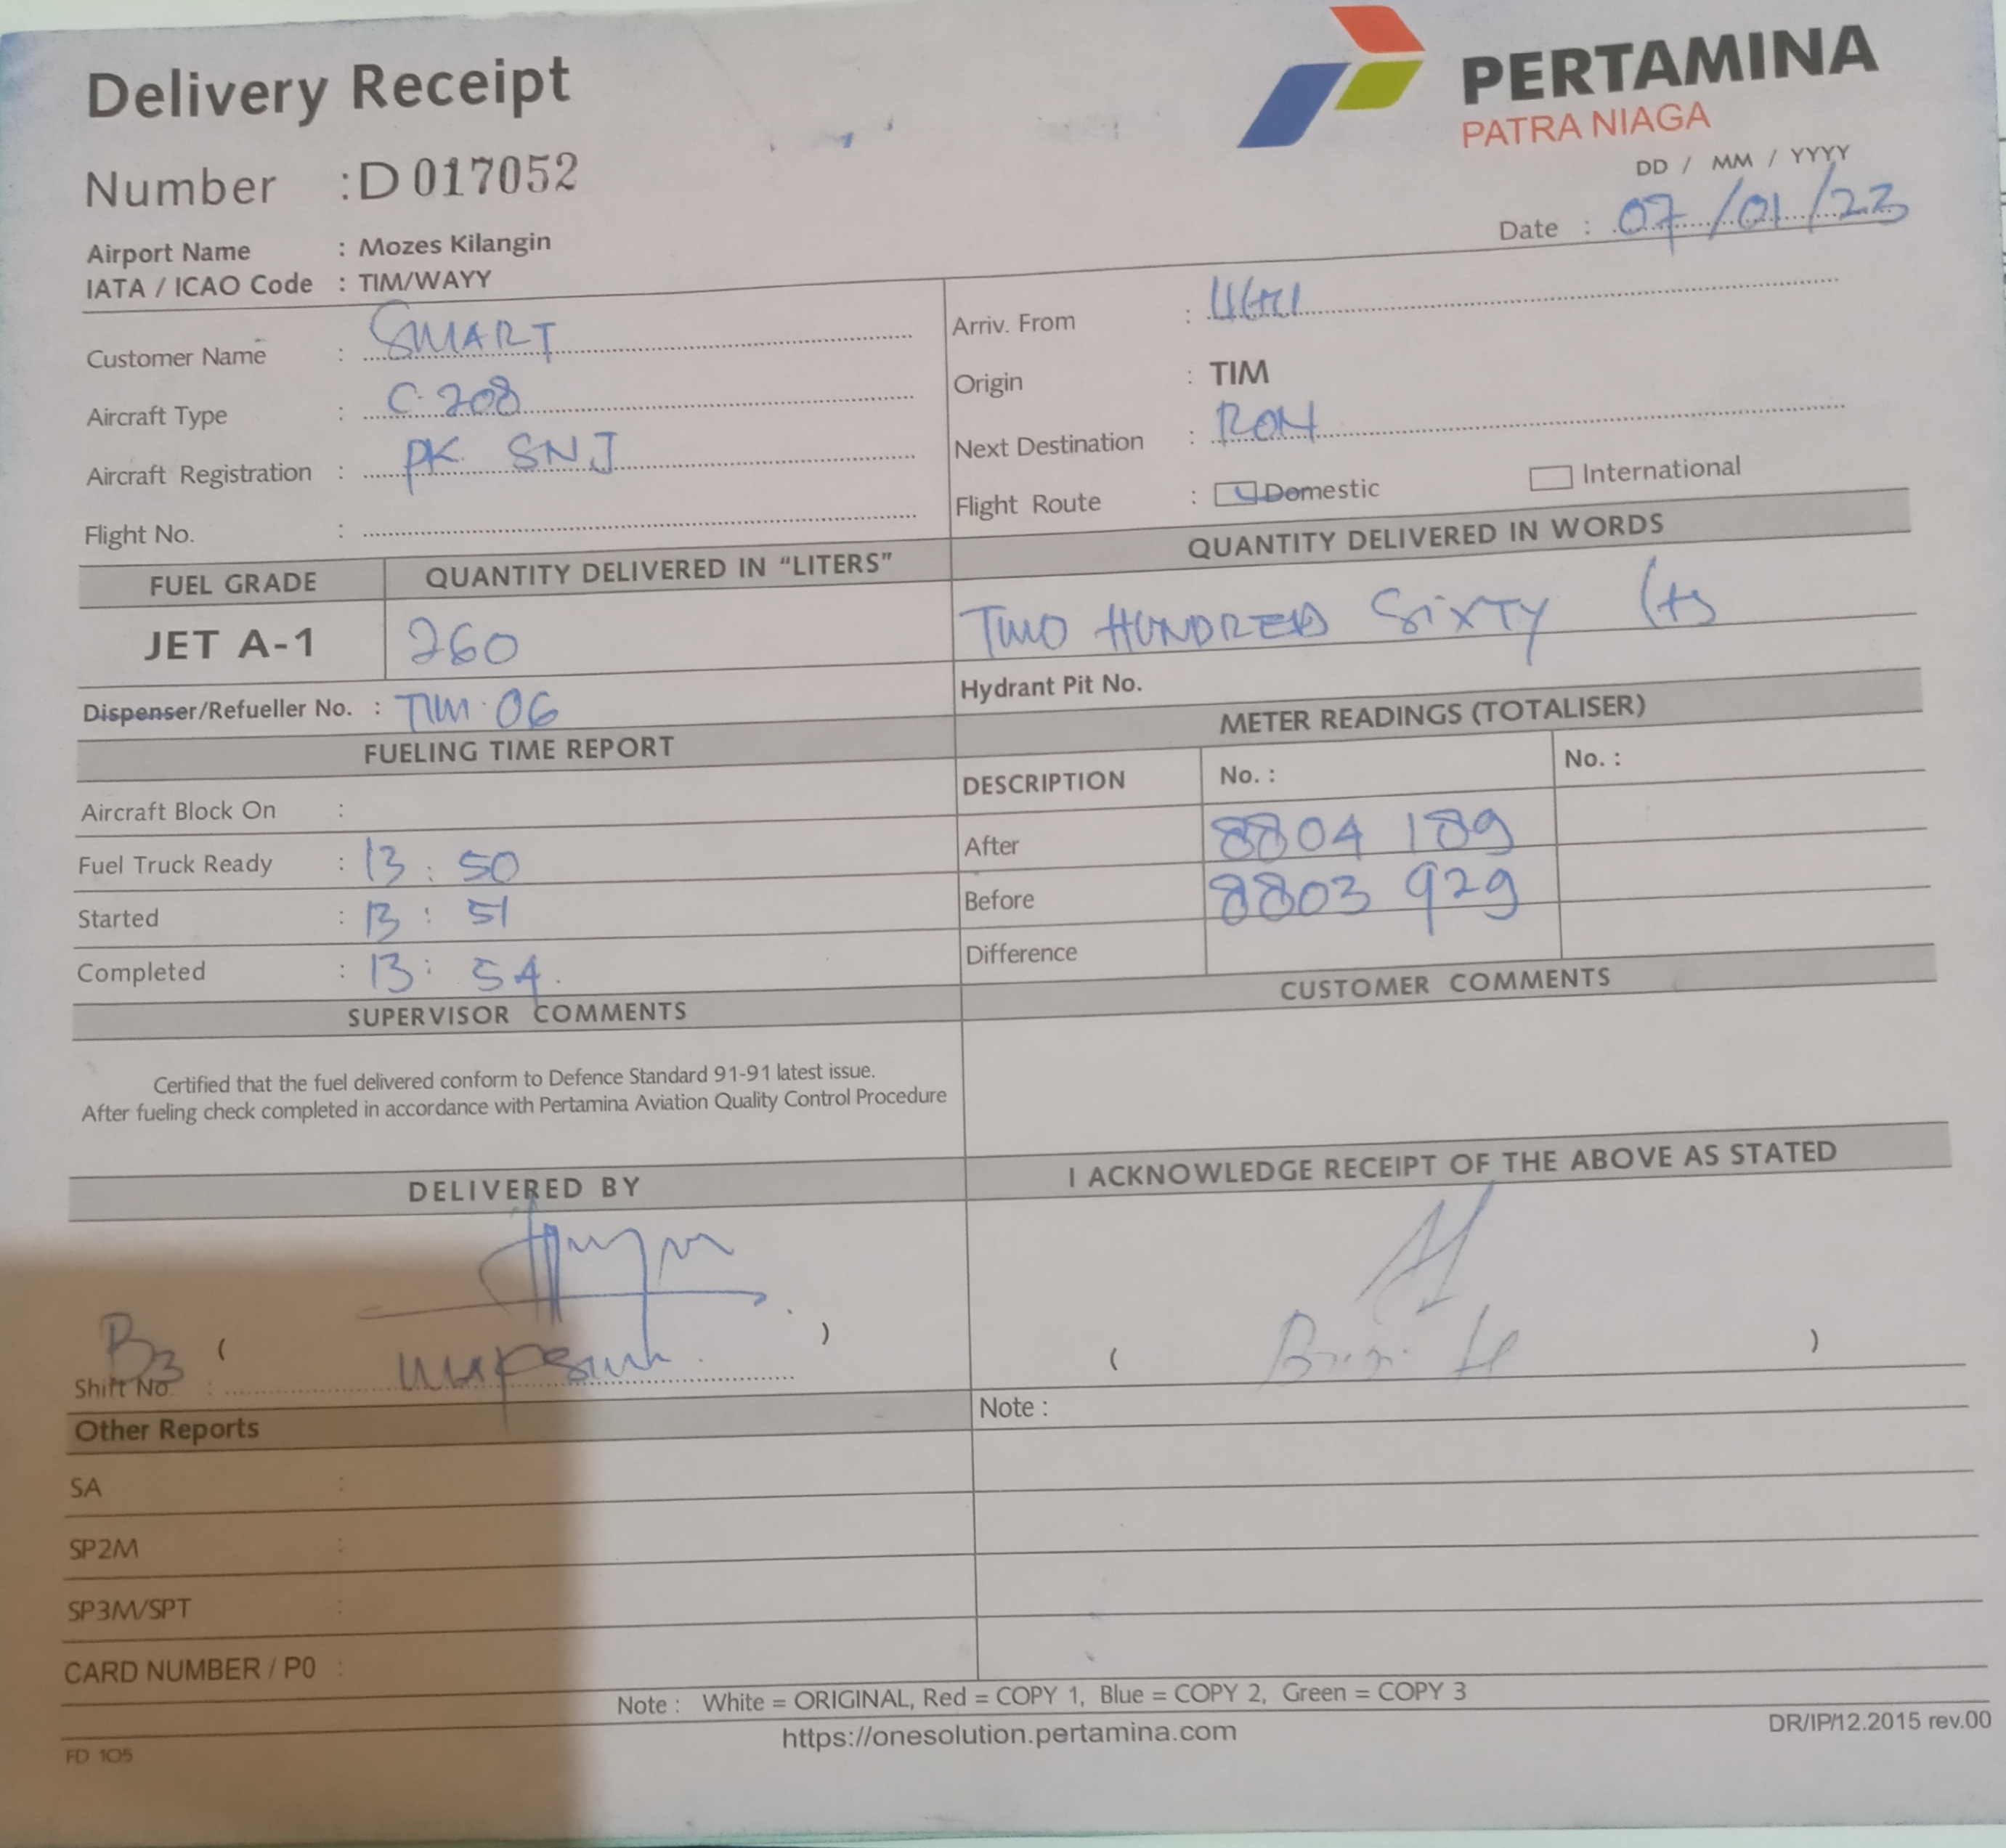 Delivery Receipt
PERTAMINA
PATRA NIAGA
Number : D 017052
DD / MM / YYYY
Date : 07/01/23
Airport Name : Mozes Kilangin
IATA / ICAO Code : TIM/WAYY
Customer Name : SMART
Arriv. From :
Aircraft Type : C 208
Origin : TIM
Aircraft Registration : PK SNJ
Next Destination : RON
Flight No. :
Flight Route : Domestic International
FUEL GRADE QUANTITY DELIVERED IN “LITERS” QUANTITY DELIVERED IN WORDS
JET A-1 260 TWO HUNDRED SIXTY lts
Dispenser/Refueller No. : TIM·06
Hydrant Pit No.
FUELING TIME REPORT
METER READINGS (TOTALISER)
DESCRIPTION No. : No. :
Aircraft Block On :
Fuel Truck Ready : 13 : 50
After 8804 189
Started : 13 : 51
Before 8803 929
Completed : 13 : 54.
Difference
SUPERVISOR COMMENTS
CUSTOMER COMMENTS
Certified that the fuel delivered conform to Defence Standard 91-91 latest issue.
After fueling check completed in accordance with Pertamina Aviation Quality Control Procedure
DELIVERED BY
I ACKNOWLEDGE RECEIPT OF THE ABOVE AS STATED
B3 ( )
( )
Shift No. :
Other Reports
Note :
SA :
SP2M :
SP3M/SPT :
CARD NUMBER / P0 :
Note : White = ORIGINAL, Red = COPY 1, Blue = COPY 2, Green = COPY 3
https://onesolution.pertamina.com
DR/IP/12.2015 rev.00
FD 105